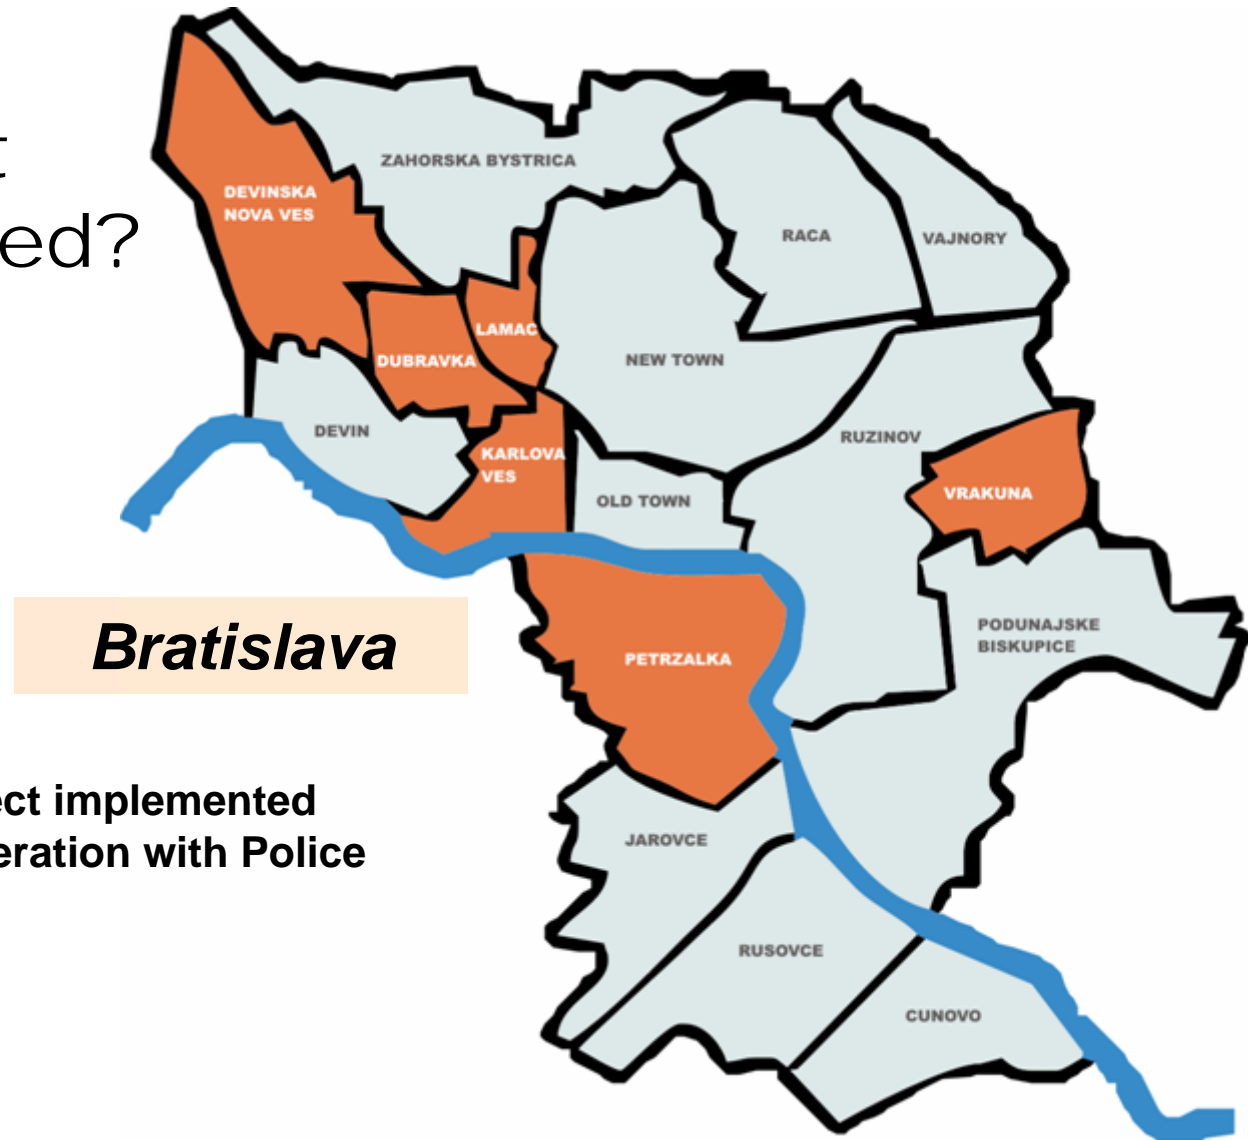 t
ed?
ZAHORSKA BYSTRICA
DEVINSKA
NOVA VES
RACA
VAJNORY
LAMAC
DUBRAVKA
NEW TOWN
DEVIN
RUZINOV
KARLOVA
VES
OLD TOWN
VRAKUNA
Bratislava
PODUNAJSKE
BISKUPICE
PETRZALKA
ect implemented
eration with Police
JAROVCE
RUSOVCE
CUNOVO